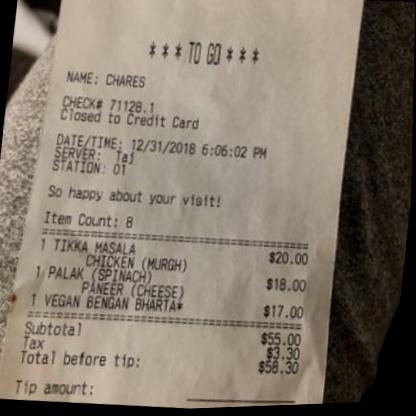 * * * TO GO * * *
NAME: CHARES
CHECK# 71128.1
Closed to Credit Card
DATE/TIME: 12/31/2018 6:06:02 PM
SERVER: Taj
STATION: 01
So happy about your visit!
Item Count: 8
1 TIKKA MASALA $20.00
CHICKEN (MURGH)
1 PALAK (SPINACH) $18.00
PANEER (CHEESE)
1 VEGAN BENGAN BHARTA* $17.00
Subtotal $55.00
Tax $3.30
Total before tip: $58.30
Tip amount: